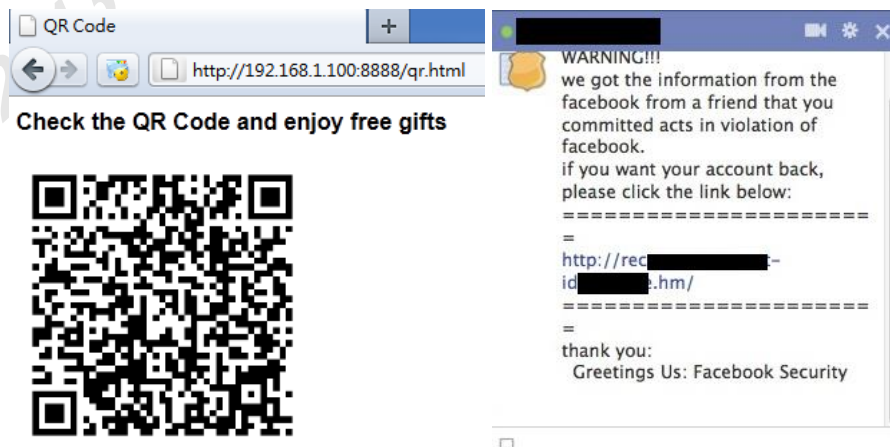 QR Code
+
http://192.168.1.100:8888/qr.html
Check the QR Code and enjoy free gifts
WARNING!!!
we got the information from the
facebook from a friend that you
committed acts in violation of
facebook.
if you want your account back,
please click the link below:
======================
=
http://rec -
id .hm/
======================
=
thank you:
Greetings Us: Facebook Security